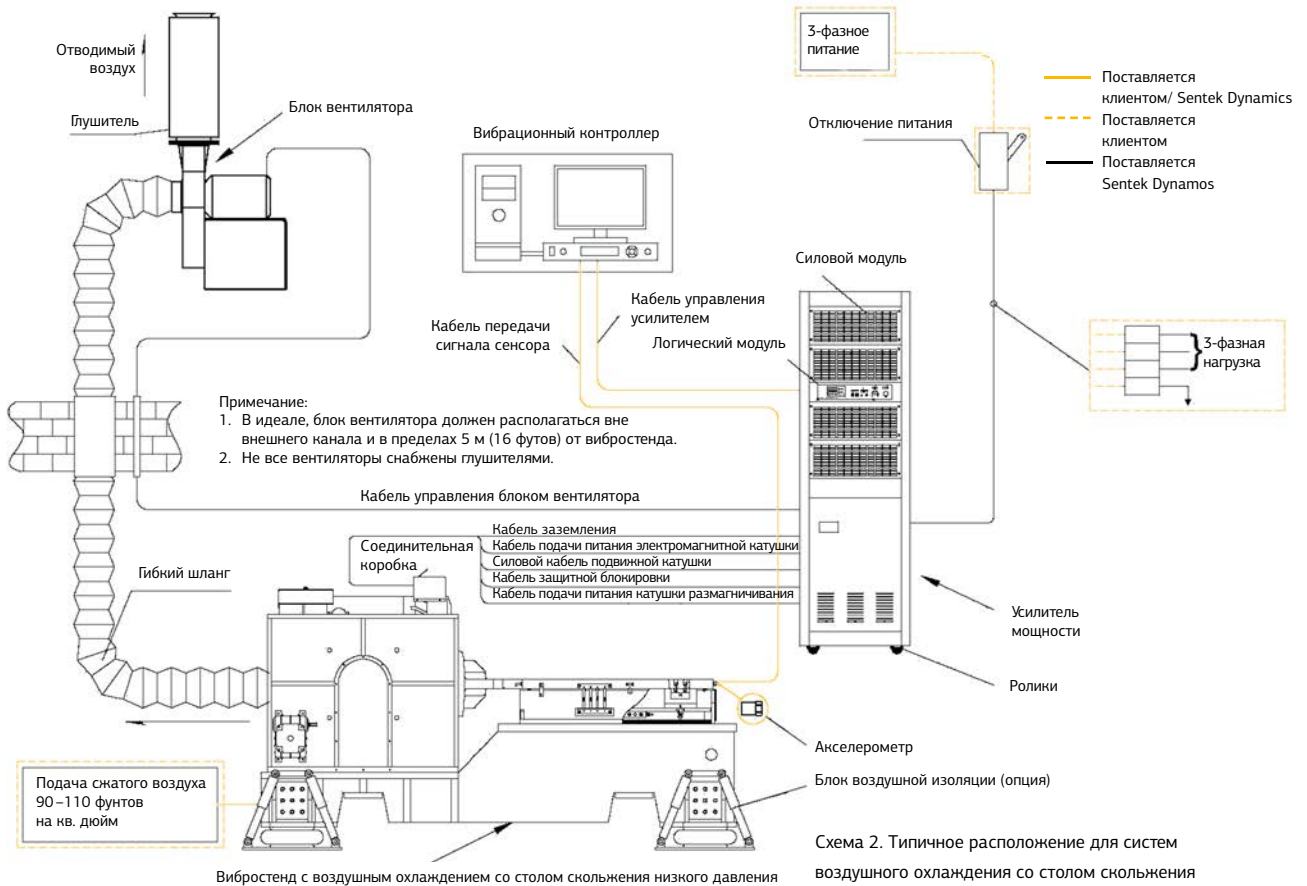 Отводимый
воздух
Глушитель
Блок вентилятора
Вибрационный контроллер
3-фазное
питание
Отключение питания
Поставляется
клиентом/ Sentek Dynamics
Поставляется
клиентом
Поставляется
Sentek Dynamos
Силовой модуль
Кабель управления
усилителем
Кабель передачи
сигнала сенсора
Логический модуль
3-фазная
нагрузка
Примечание:
1. В идеале, блок вентилятора должен располагаться вне
внешнего канала и в пределах 5 м (16 футов) от вибростенда.
2. Не все вентиляторы снабжены глушителями.
Кабель управления блоком вентилятора
Кабель заземления
Кабель подачи питания электромагнитной катушки
Силовой кабель подвижной катушки
Кабель защитной блокировки
Кабель подачи питания катушки размагничивания
Соединительная
коробка
Гибкий шланг
Усилитель
мощности
Ролики
Акселерометр
Блок воздушной изоляции (опция)
Подача сжатого воздуха
90–110 фунтов
на кв. дюйм
Вибростенд с воздушным охлаждением со столом скольжения низкого давления
Схема 2. Типичное расположение для систем
воздушного охлаждения со столом скольжения